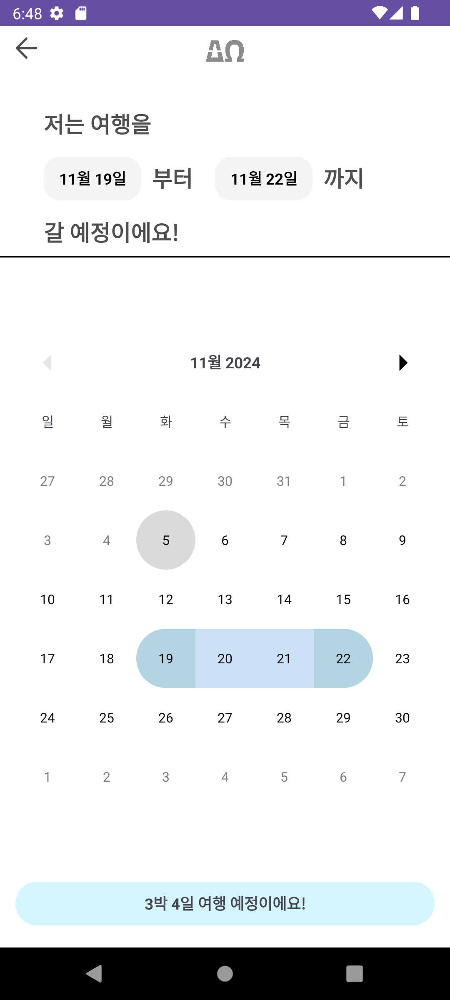 6:48
ΔΩ
저는 여행을
11월 19일 부터 11월 22일 까지
갈 예정이에요!
11월 2024
일 월 화 수 목 금 토
27 28 29 30 31 1 2
3 4 5 6 7 8 9
10 11 12 13 14 15 16
17 18 19 20 21 22 23
24 25 26 27 28 29 30
1 2 3 4 5 6 7
3박 4일 여행 예정이에요!